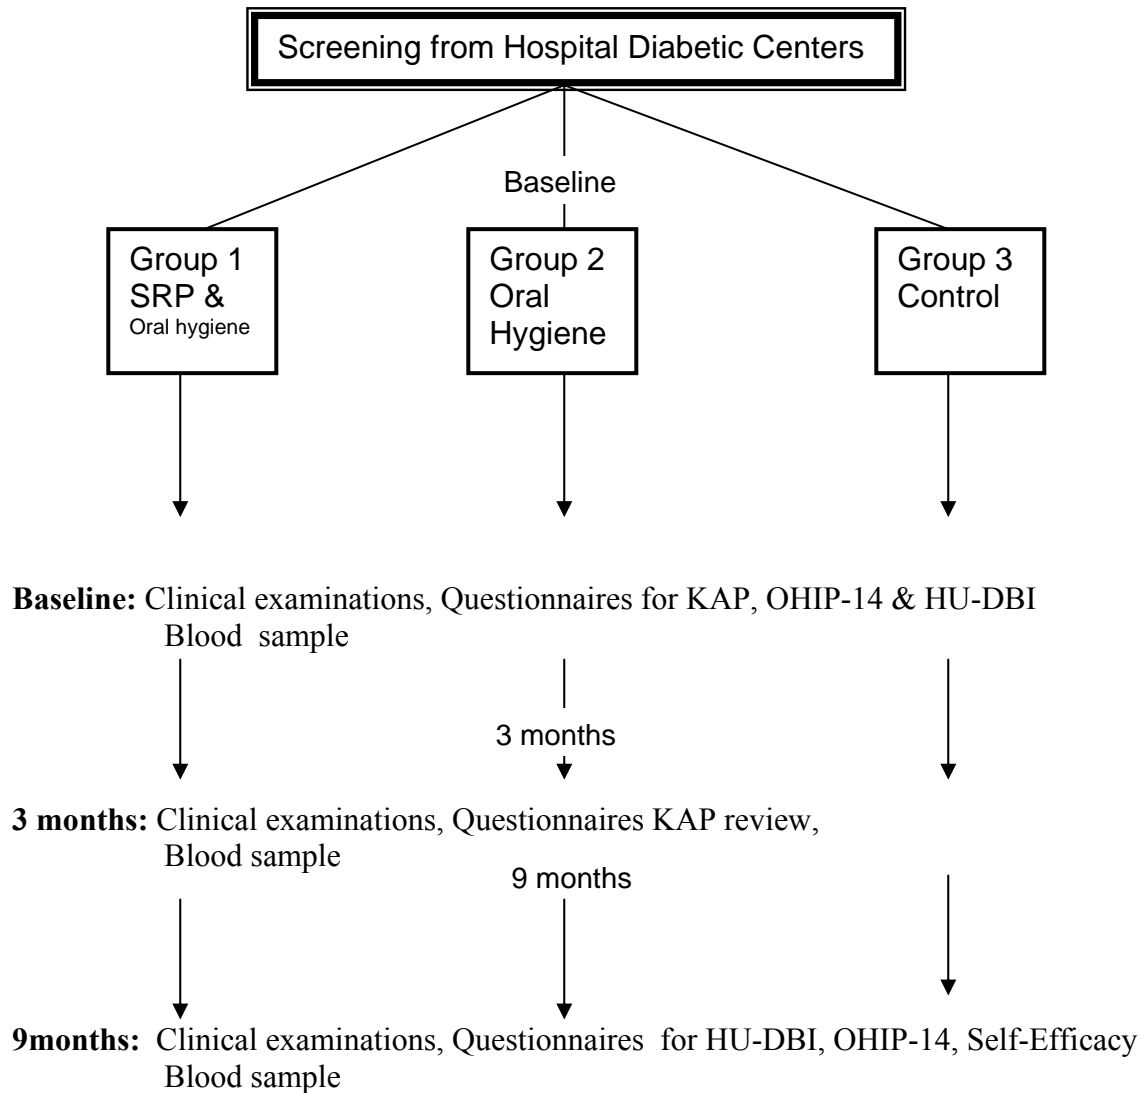 Screening from Hospital Diabetic Centers
Baseline
Group 1
SRP &
Oral hygiene
Group 2
Oral
Hygiene
Group 3
Control
Baseline: Clinical examinations, Questionnaires for KAP, OHIP-14 & HU-DBI
Blood sample
3 months
3 months: Clinical examinations, Questionnaires KAP review,
Blood sample
9 months
9months: Clinical examinations, Questionnaires for HU-DBI, OHIP-14, Self-Efficacy
Blood sample